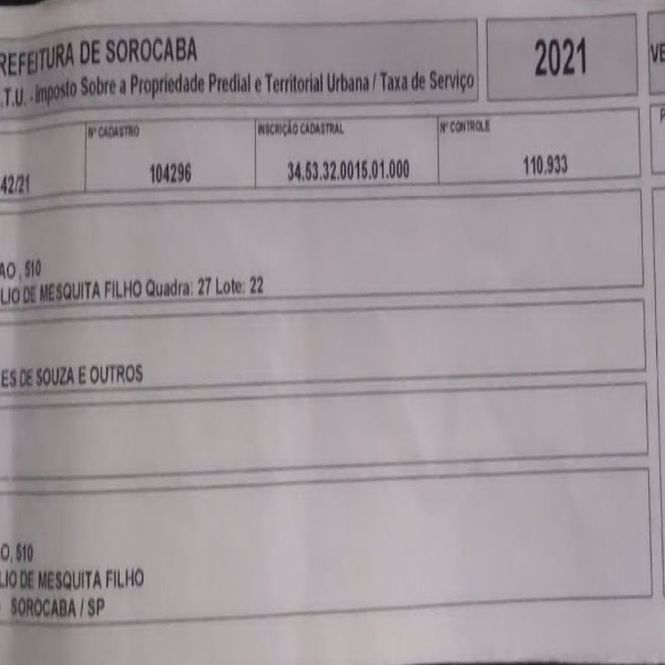 REFEITURA DE SOROCABA
.T.U. - Imposto Sobre a Propriedade Predial e Territorial Urbana / Taxa de Serviço
2021
VE
Nº CADASTRO
INSCRIÇÃO CADASTRAL
Nº CONTROLE
P
42/21
104296
34.53.32.0015.01.000
110.933
AO , 510
LIO DE MESQUITA FILHO Quadra: 27 Lote: 22
ES DE SOUZA E OUTROS
O, 510
LIO DE MESQUITA FILHO
SOROCABA / SP